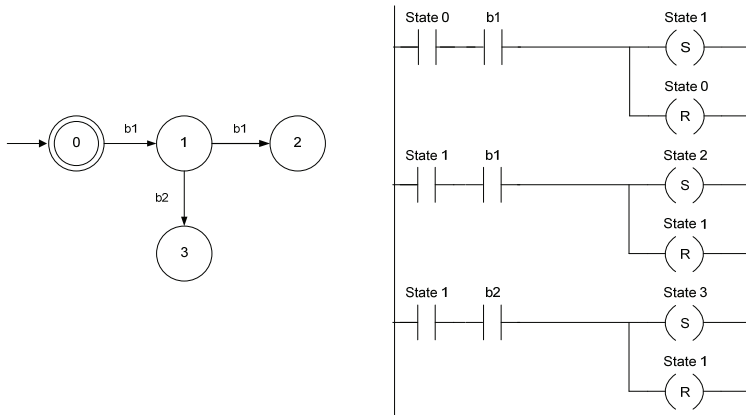 0
b1
1
b1
2
b2
3
State 0 b1 State 1
S
State 0
R
State 1 b1 State 2
S
State 1
R
State 1 b2 State 3
S
State 1
R